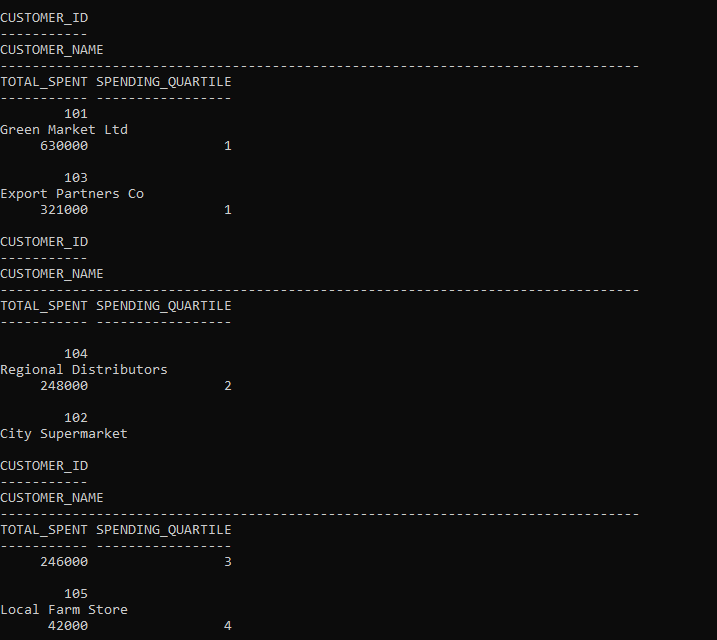 CUSTOMER_ID
-----------
CUSTOMER_NAME
--------------------------------------------------------------------------------
TOTAL_SPENT SPENDING_QUARTILE
----------- -----------------
        101
Green Market Ltd
     630000                 1

        103
Export Partners Co
     321000                 1

CUSTOMER_ID
-----------
CUSTOMER_NAME
--------------------------------------------------------------------------------
TOTAL_SPENT SPENDING_QUARTILE
----------- -----------------

        104
Regional Distributors
     248000                 2

        102
City Supermarket

CUSTOMER_ID
-----------
CUSTOMER_NAME
--------------------------------------------------------------------------------
TOTAL_SPENT SPENDING_QUARTILE
----------- -----------------
     246000                 3

        105
Local Farm Store
      42000                 4